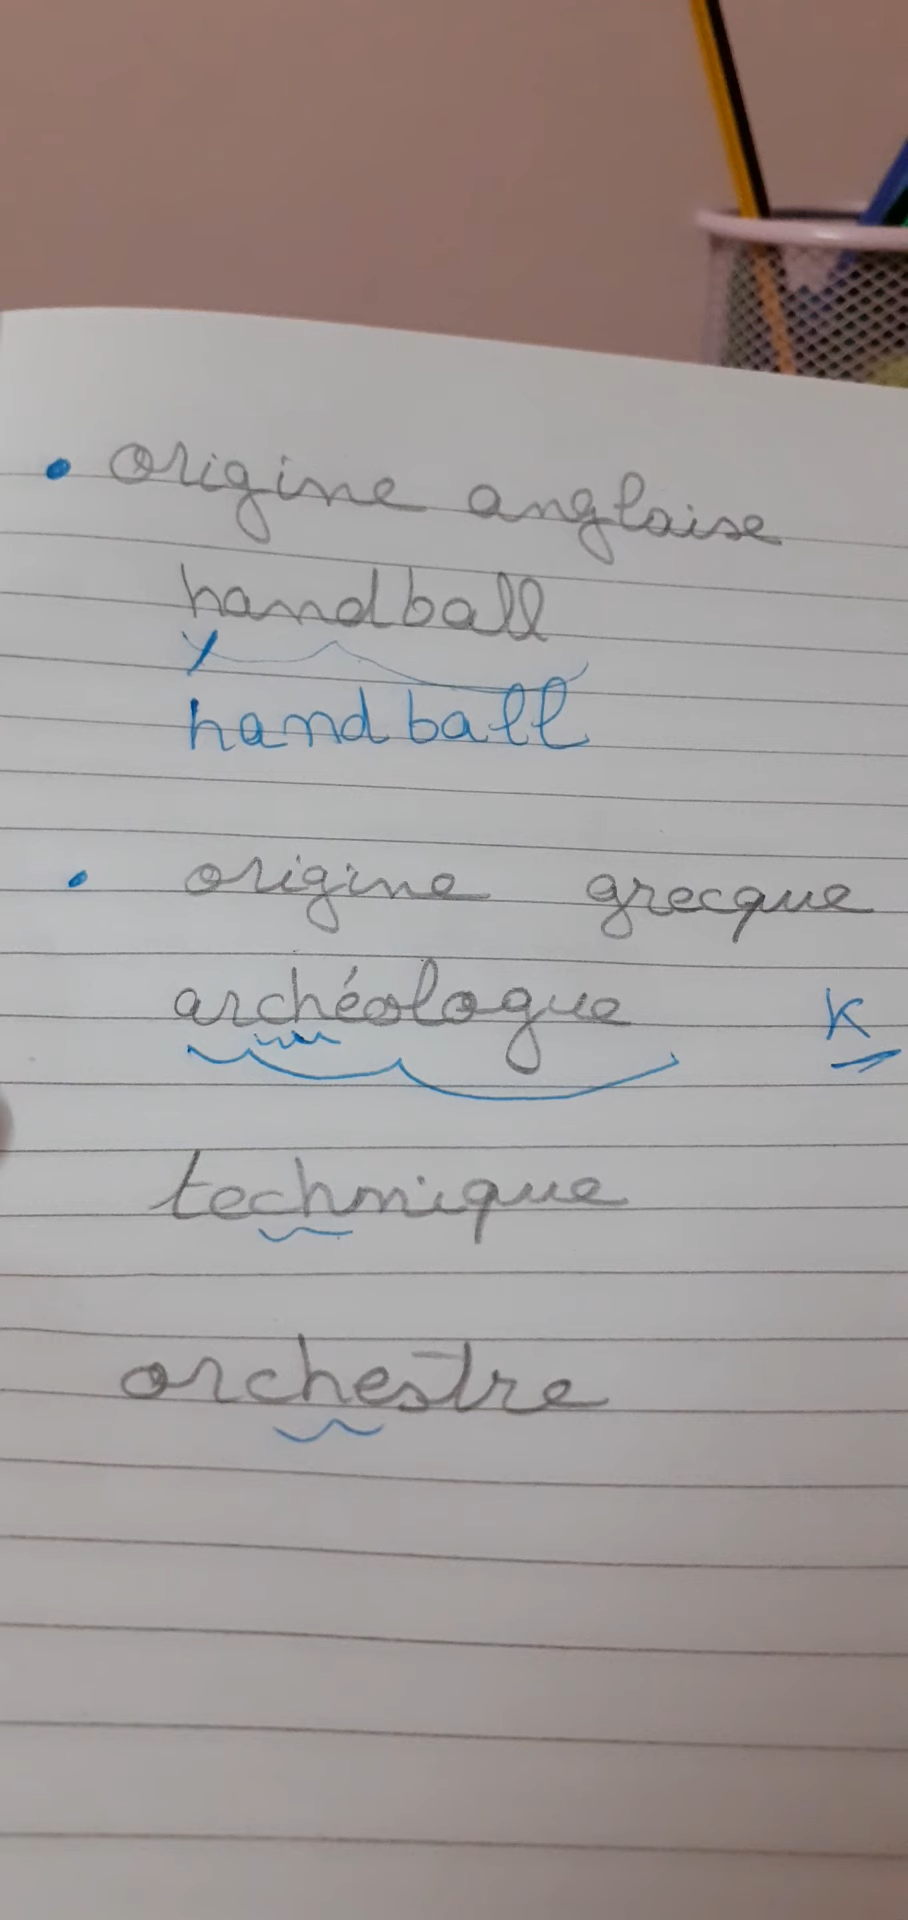 origine anglaise
handball
handball
origine grecque
archéologue K
technique
orchestre